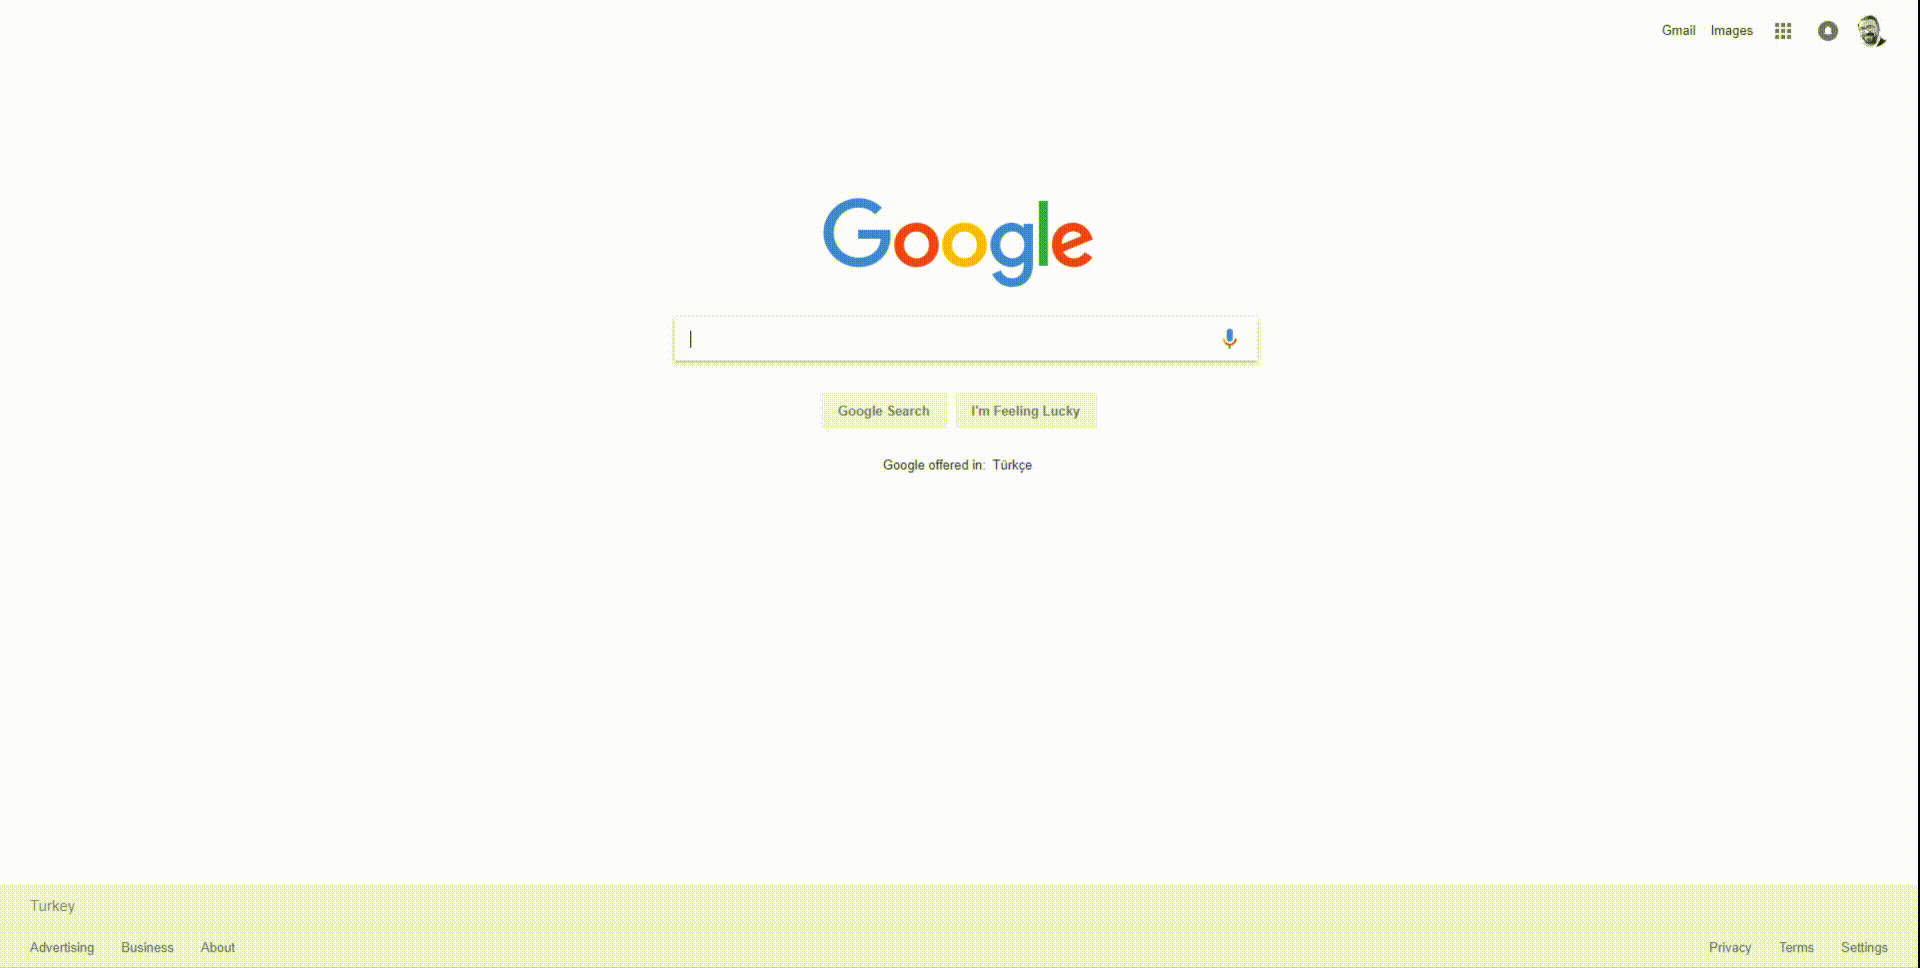 Gmail Images
Google
Google Search I'm Feeling Lucky
Google offered in: Türkçe
Turkey
Advertising Business About Privacy Terms Settings